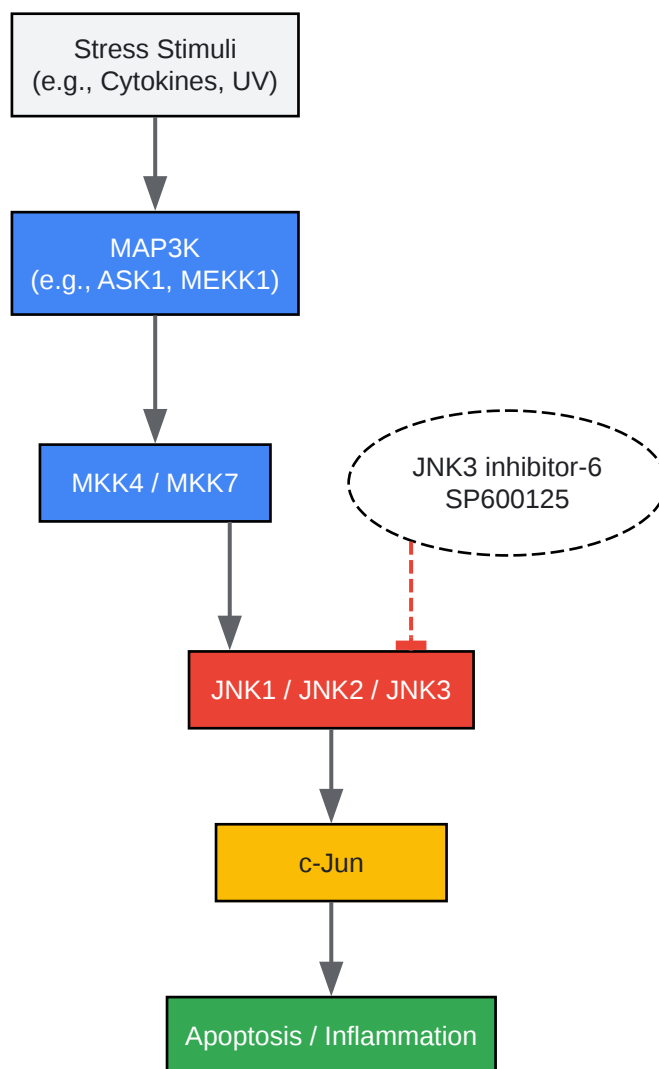 Stress Stimuli
(e.g., Cytokines, UV)
MAP3K
(e.g., ASK1, MEKK1)
MKK4 / MKK7
JNK3 inhibitor-6
SP600125
JNK1 / JNK2 / JNK3
c-Jun
Apoptosis / Inflammation